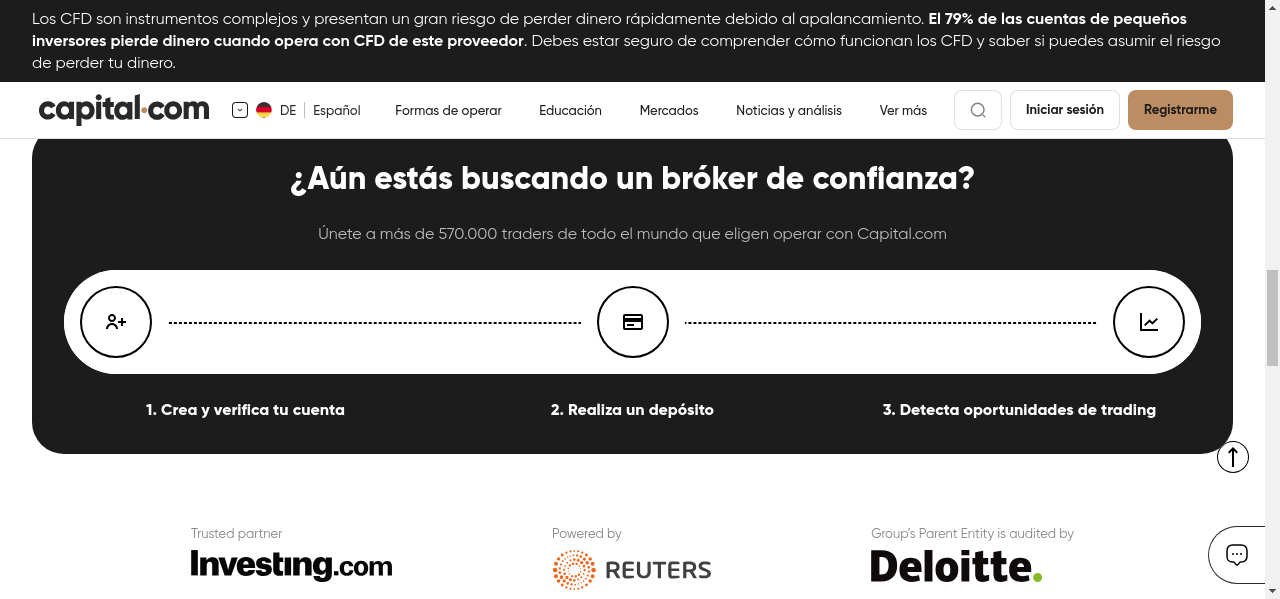 Los CFD son instrumentos complejos y presentan un gran riesgo de perder dinero rápidamente debido al apalancamiento. El 79% de las cuentas de pequeños
inversores pierde dinero cuando opera con CFD de este proveedor. Debes estar seguro de comprender cómo funcionan los CFD y saber si puedes asumir el riesgo
de perder tu dinero.
capital.com DE Español Formas de operar Educación Mercados Noticias y análisis Ver más Iniciar sesión Registrarme
¿Aún estás buscando un bróker de confianza?
Únete a más de 570.000 traders de todo el mundo que eligen operar con Capital.com
1. Crea y verifica tu cuenta 2. Realiza un depósito 3. Detecta oportunidades de trading
Trusted partner Powered by Group's Parent Entity is audited by
Investing.com REUTERS Deloitte.